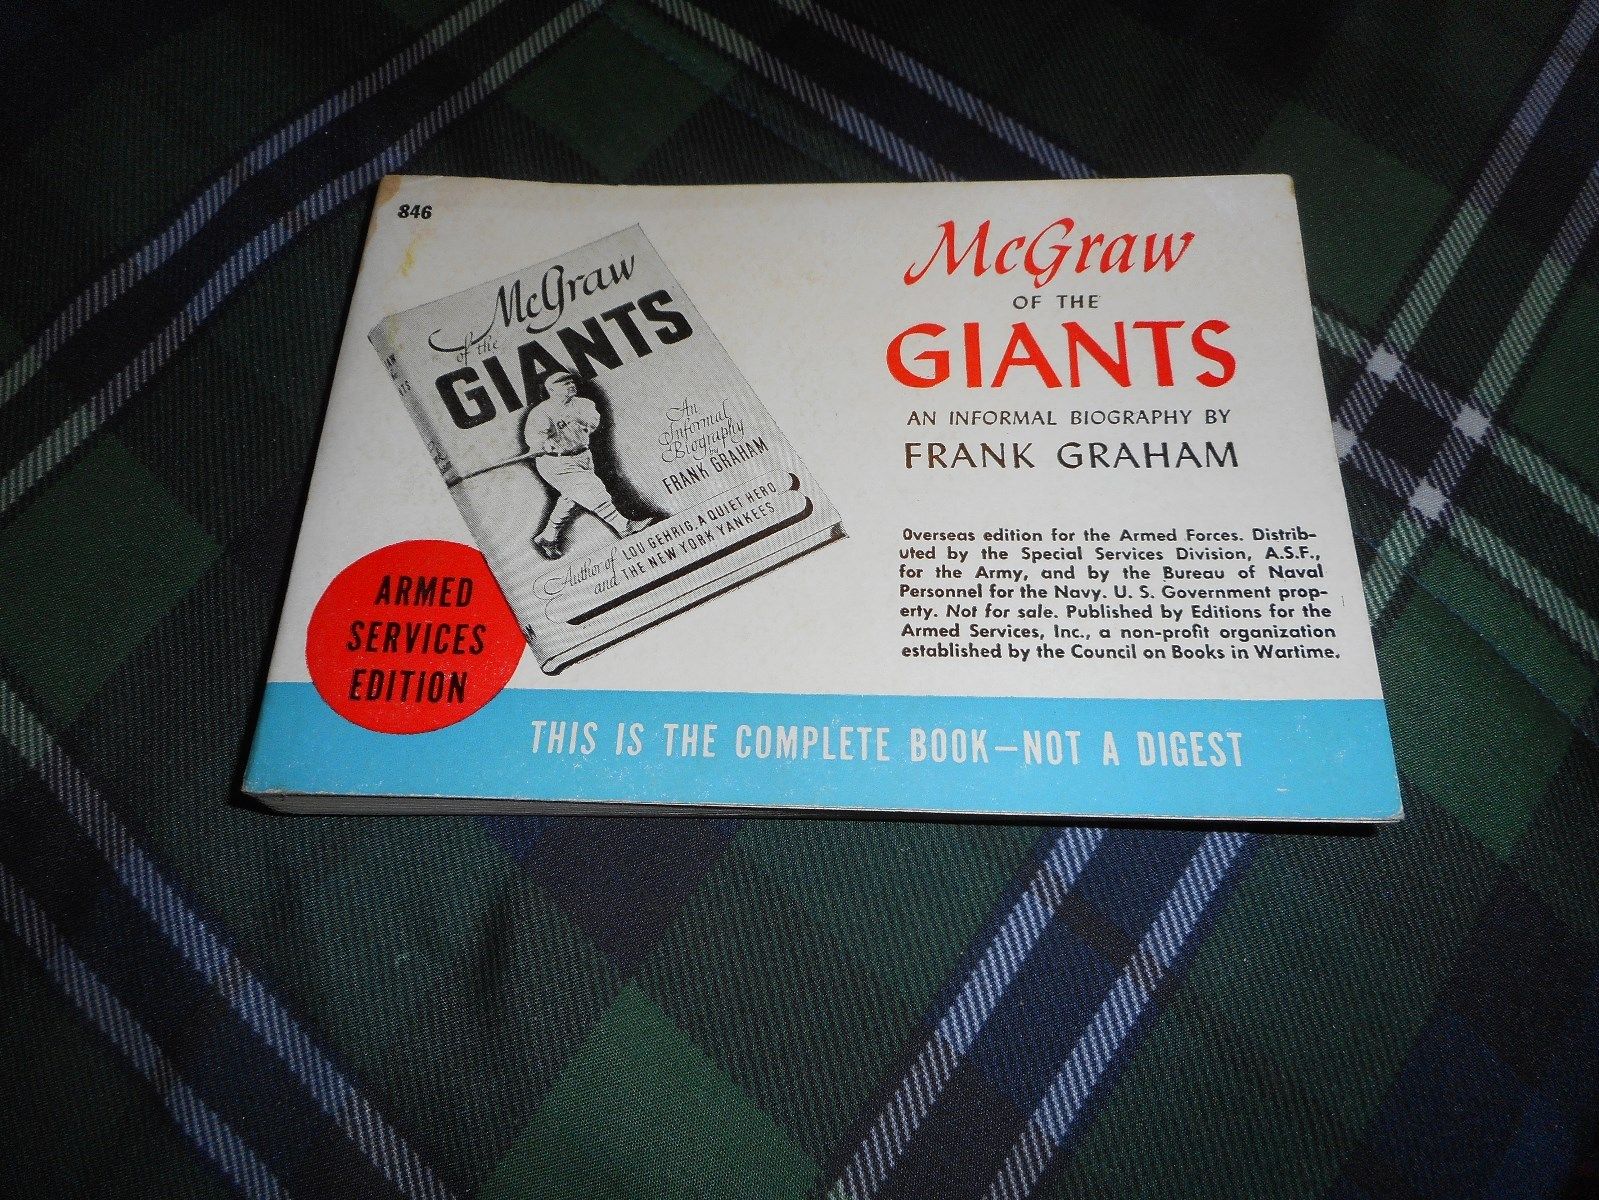 846
McGraw
of the
GIANTS
An
Informal
Biography
by
FRANK GRAHAM
Author of LOU GEHRIG, A QUIET HERO
and THE NEW YORK YANKEES
ARMED
SERVICES
EDITION
McGraw
OF THE
GIANTS
AN INFORMAL BIOGRAPHY BY
FRANK GRAHAM
Overseas edition for the Armed Forces. Distrib-
uted by the Special Services Division, A.S.F.,
for the Army, and by the Bureau of Naval
Personnel for the Navy. U. S. Government prop-
erty. Not for sale. Published by Editions for the
Armed Services, Inc., a non-profit organization
established by the Council on Books in Wartime.
THIS IS THE COMPLETE BOOK—NOT A DIGEST